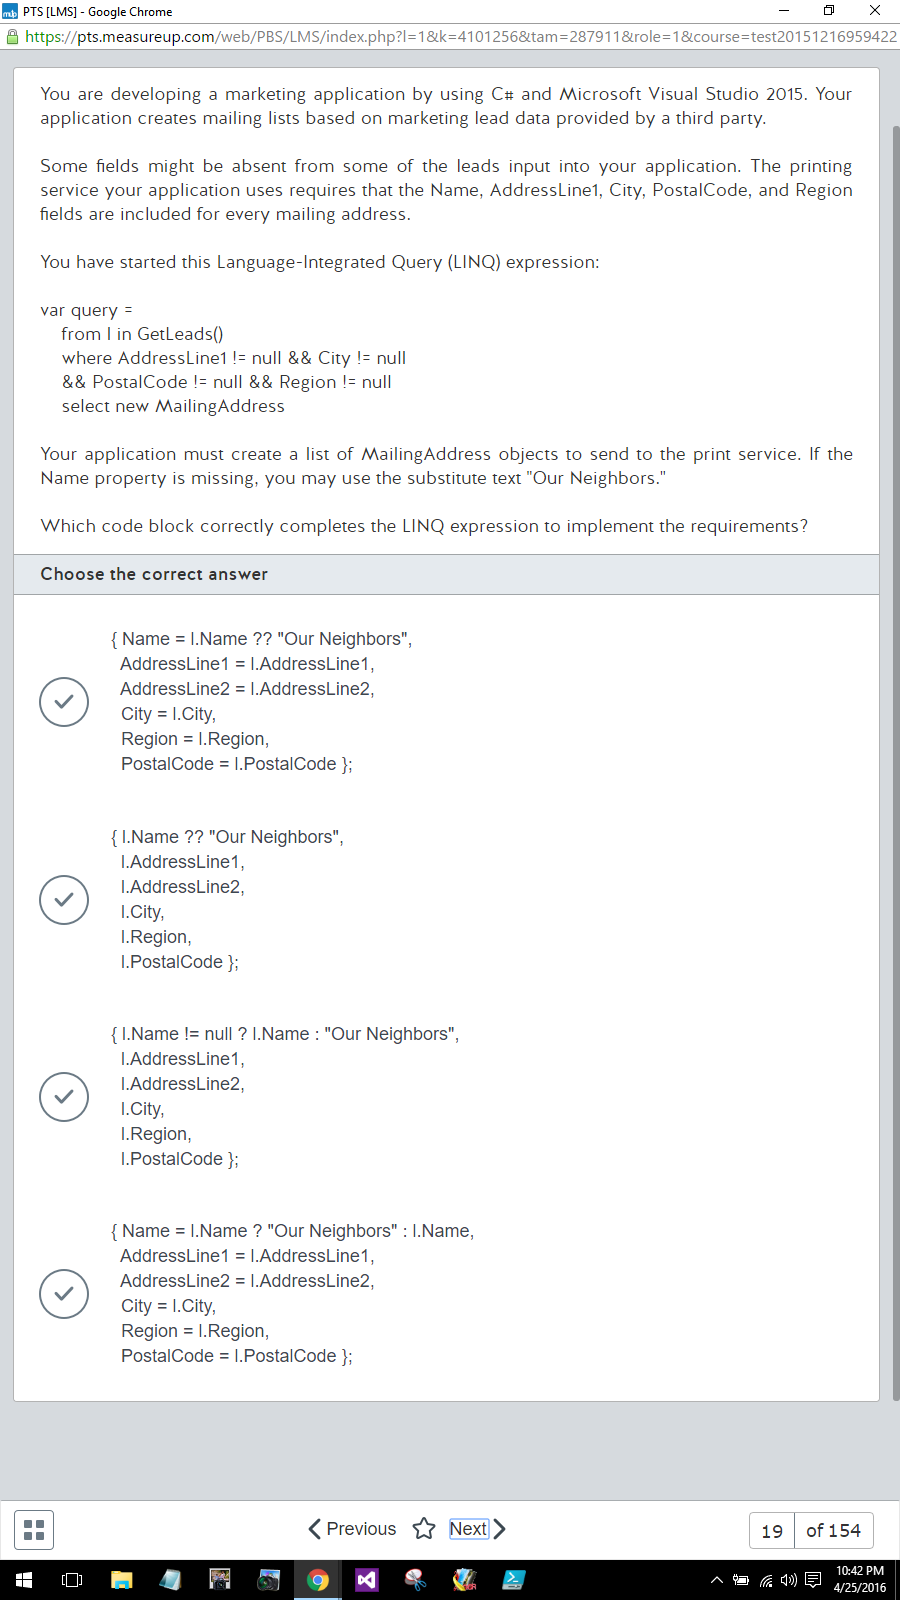 mup PTS [LMS] - Google Chrome
https://pts.measureup.com/web/PBS/LMS/index.php?l=1&k=4101256&tam=287911&role=1&course=test20151216959422
You are developing a marketing application by using C# and Microsoft Visual Studio 2015. Your
application creates mailing lists based on marketing lead data provided by a third party.
Some fields might be absent from some of the leads input into your application. The printing
service your application uses requires that the Name, AddressLine1, City, PostalCode, and Region
fields are included for every mailing address.
You have started this Language-Integrated Query (LINQ) expression:
var query =
from l in GetLeads()
where AddressLine1 != null && City != null
&& PostalCode != null && Region != null
select new MailingAddress
Your application must create a list of MailingAddress objects to send to the print service. If the
Name property is missing, you may use the substitute text "Our Neighbors."
Which code block correctly completes the LINQ expression to implement the requirements?
Choose the correct answer
{ Name = l.Name ?? "Our Neighbors",
AddressLine1 = l.AddressLine1,
AddressLine2 = l.AddressLine2,
City = l.City,
Region = l.Region,
PostalCode = l.PostalCode };
{ l.Name ?? "Our Neighbors",
l.AddressLine1,
l.AddressLine2,
l.City,
l.Region,
l.PostalCode };
{ l.Name != null ? l.Name : "Our Neighbors",
l.AddressLine1,
l.AddressLine2,
l.City,
l.Region,
l.PostalCode };
{ Name = l.Name ? "Our Neighbors" : l.Name,
AddressLine1 = l.AddressLine1,
AddressLine2 = l.AddressLine2,
City = l.City,
Region = l.Region,
PostalCode = l.PostalCode };
Previous Next 19 of 154
10:42 PM
4/25/2016